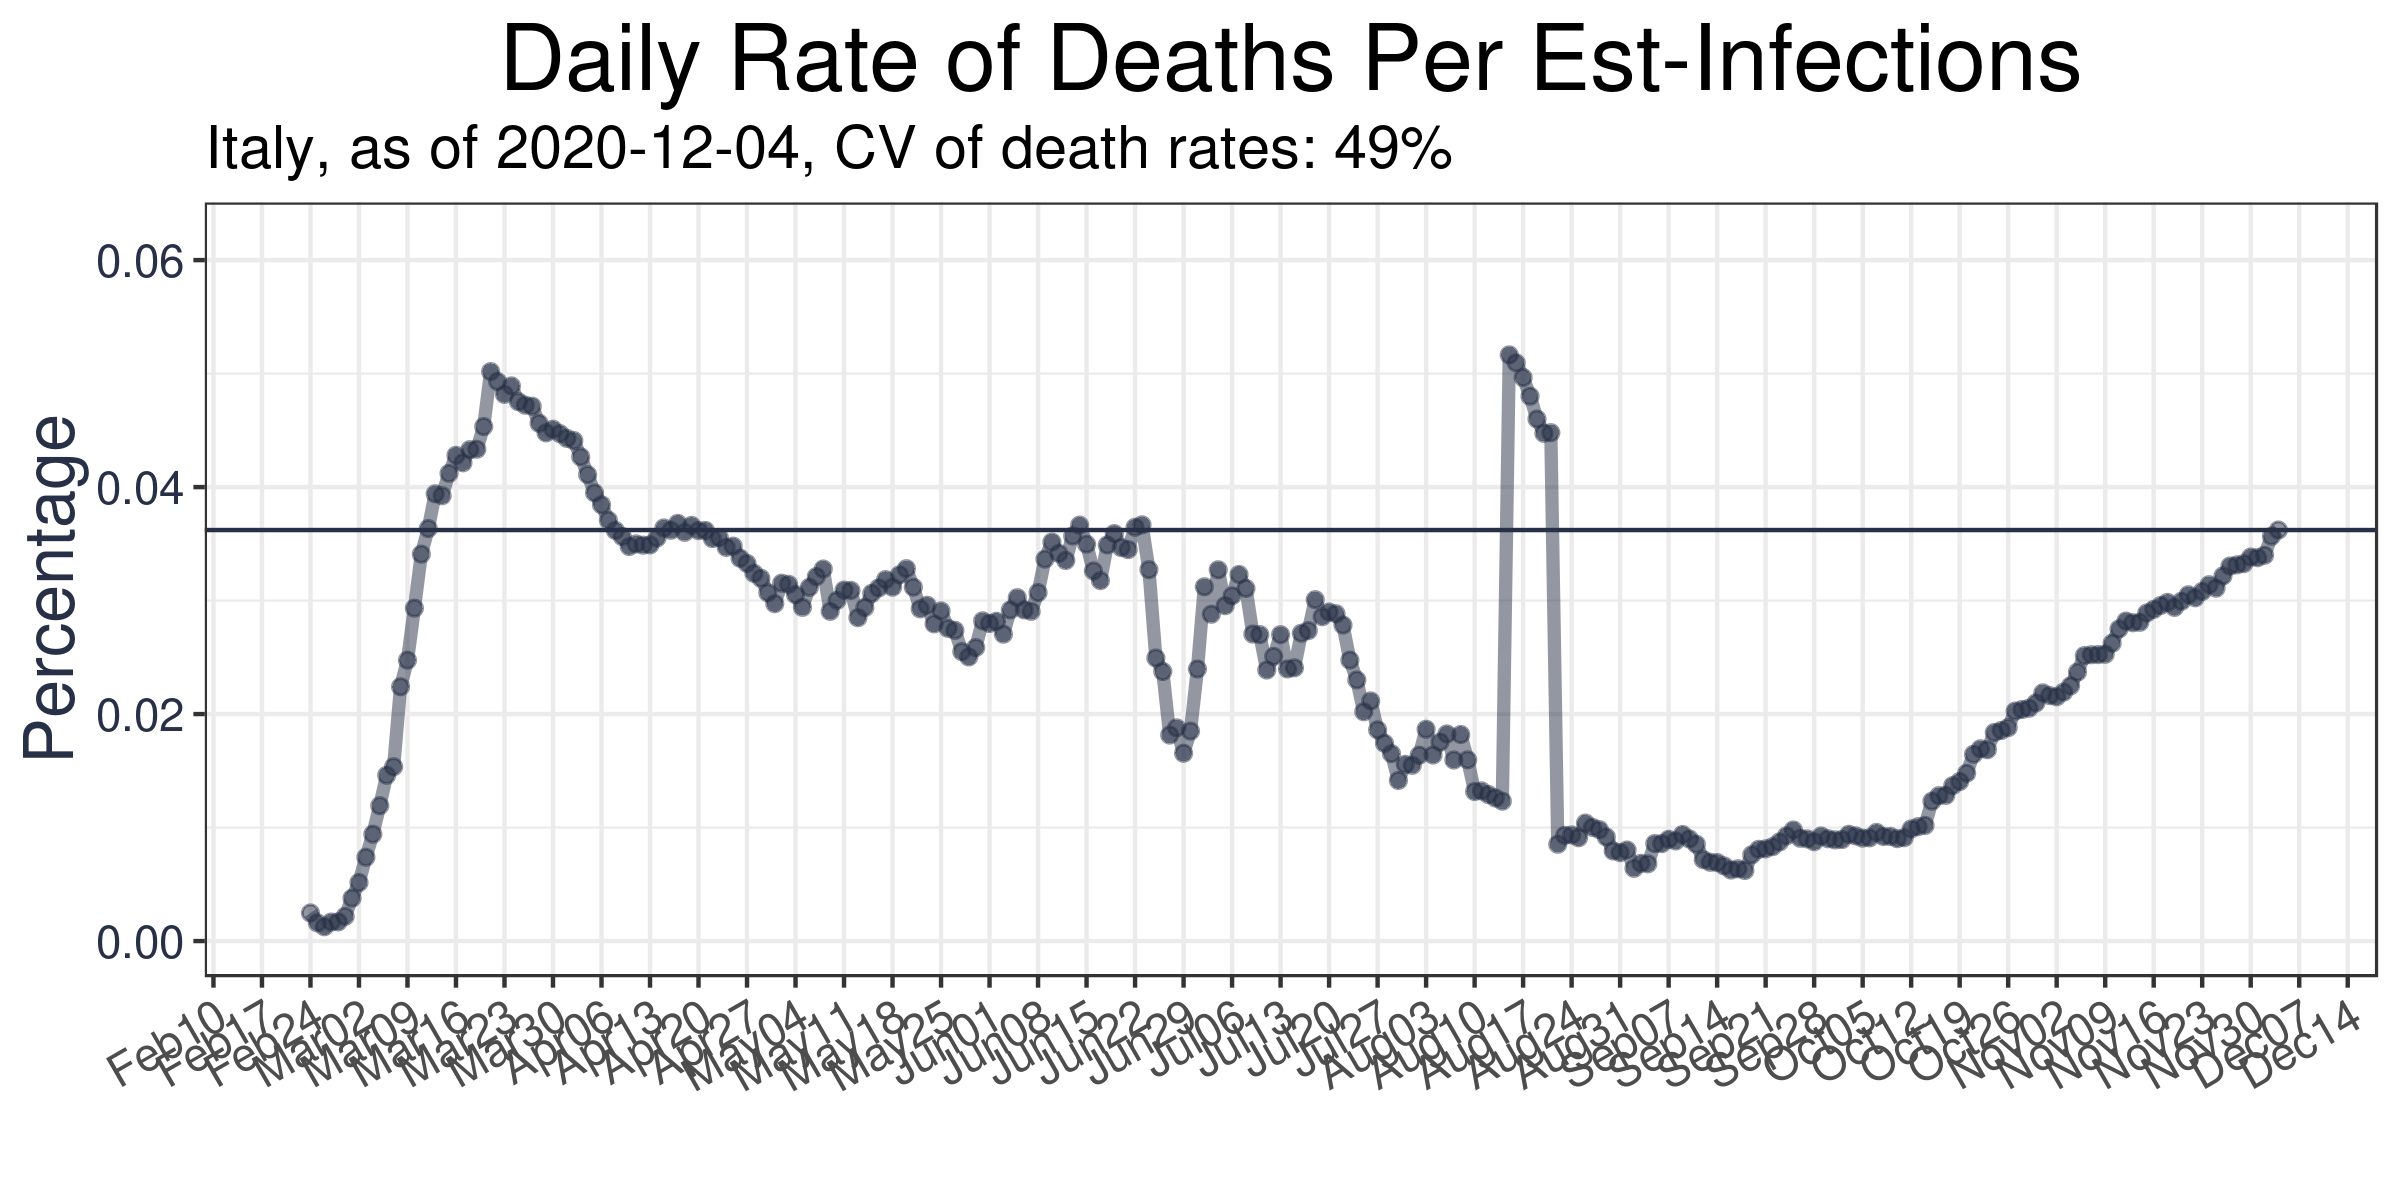 Daily Rate of Deaths Per Est-Infections
Italy, as of 2020-12-04, CV of death rates: 49%
Percentage
0.06
0.04
0.02
0.00
Feb10
Feb17
Feb24
Mar02
Mar09
Mar16
Mar23
Mar30
Apr06
Apr13
Apr20
Apr27
May04
May11
May18
May25
Jun01
Jun08
Jun15
Jun22
Jun29
Jul06
Jul13
Jul20
Jul27
Aug03
Aug10
Aug17
Aug24
Aug31
Sep07
Sep14
Sep21
Sep28
Oct05
Oct12
Oct19
Oct26
Nov02
Nov09
Nov16
Nov23
Nov30
Dec07
Dec14